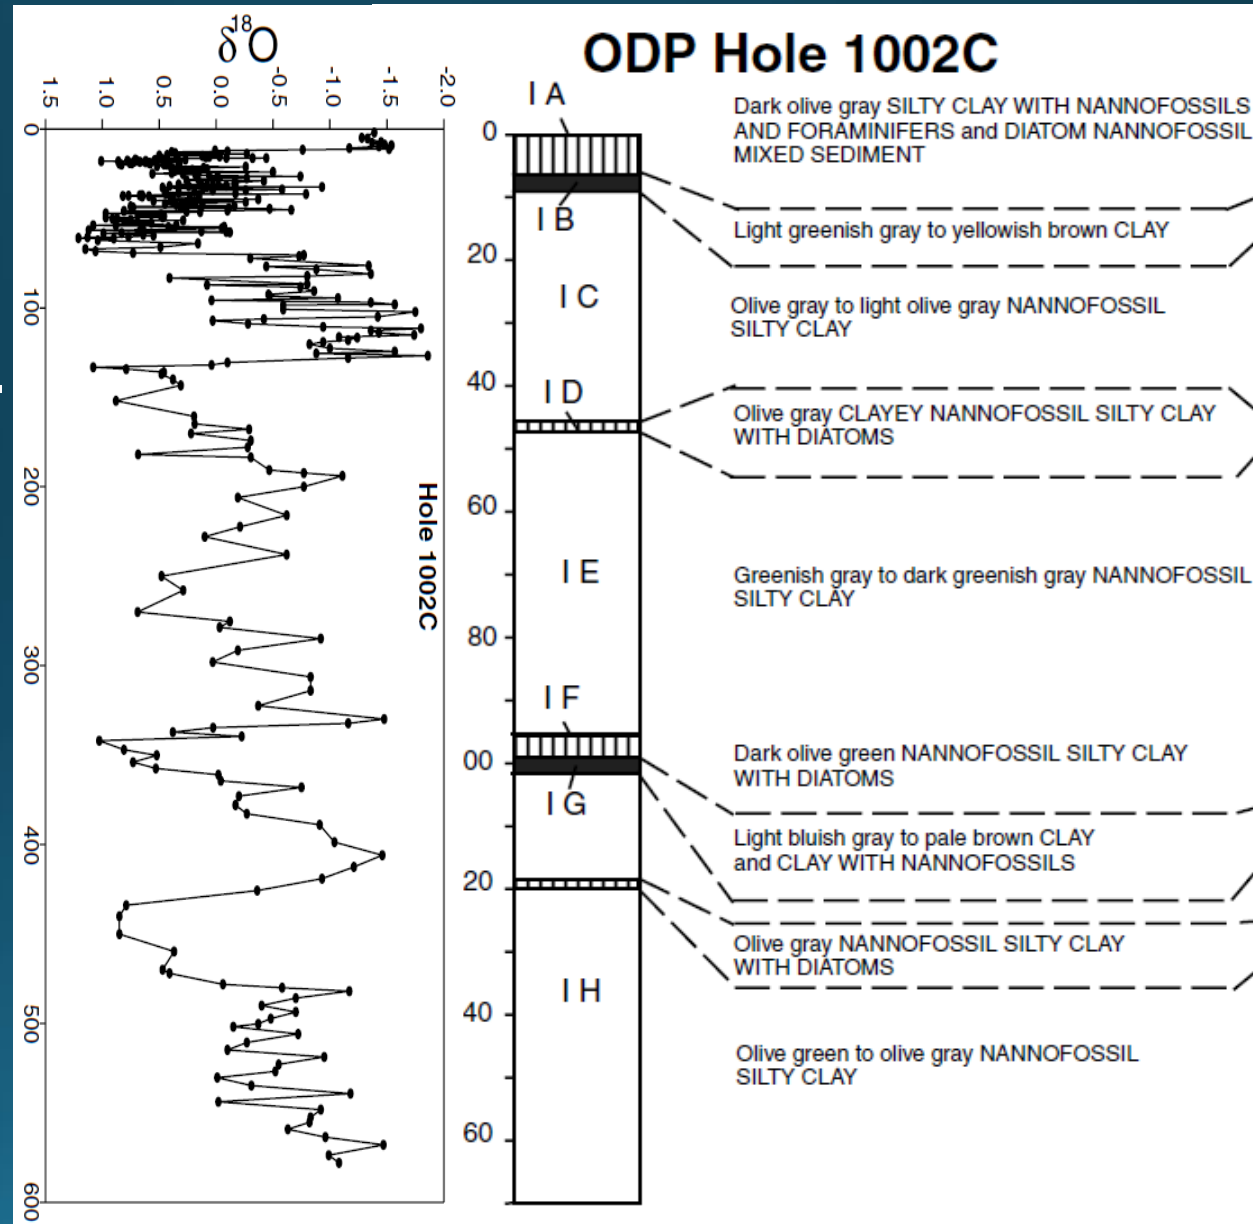 δ18O
1.5 1.0 0.5 0.0 -0.5 -1.0 -1.5 -2.0
0
100
200
300
400
500
600
Hole 1002C
ODP Hole 1002C
0
20
40
60
80
00
20
40
60
I A
I B
I C
I D
I E
I F
I G
I H
Dark olive gray SILTY CLAY WITH NANNOFOSSILS
AND FORAMINIFERS and DIATOM NANNOFOSSIL
MIXED SEDIMENT
Light greenish gray to yellowish brown CLAY
Olive gray to light olive gray NANNOFOSSIL
SILTY CLAY
Olive gray CLAYEY NANNOFOSSIL SILTY CLAY
WITH DIATOMS
Greenish gray to dark greenish gray NANNOFOSSIL
SILTY CLAY
Dark olive green NANNOFOSSIL SILTY CLAY
WITH DIATOMS
Light bluish gray to pale brown CLAY
and CLAY WITH NANNOFOSSILS
Olive gray NANNOFOSSIL SILTY CLAY
WITH DIATOMS
Olive green to olive gray NANNOFOSSIL
SILTY CLAY